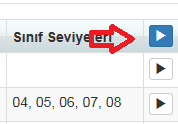 Sınıf Seviyeleri
04, 05, 06, 07, 08